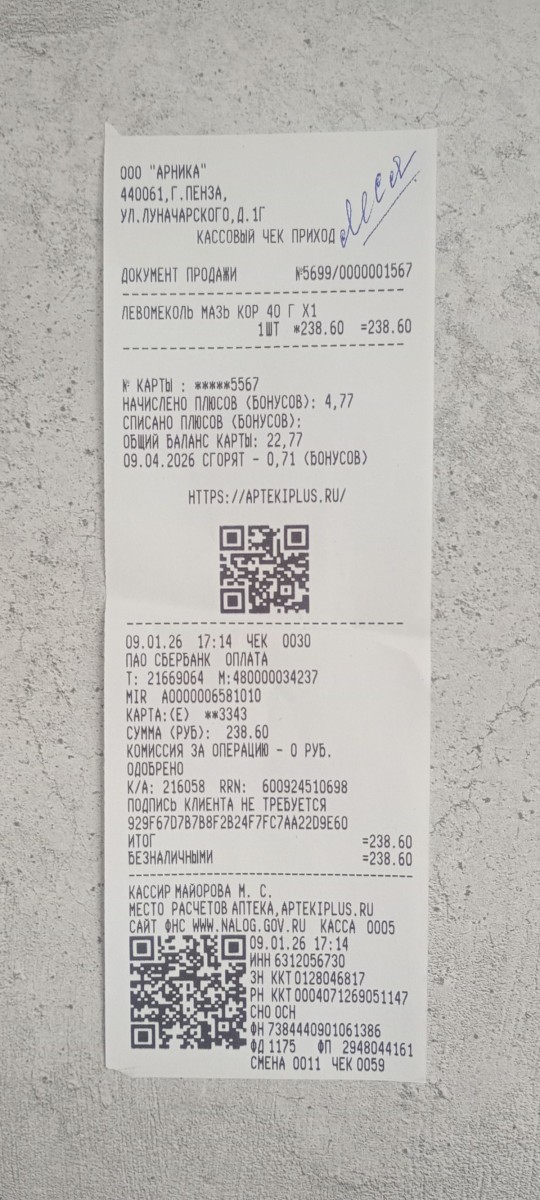 ООО "АРНИКА"
440061,Г.ПЕНЗА,
УЛ.ЛУНАЧАРСКОГО,Д.1Г
КАССОВЫЙ ЧЕК ПРИХОД
ДОКУМЕНТ ПРОДАЖИ №5699/0000001567
ЛЕВОМЕКОЛЬ МАЗЬ КОР 40 Г X1
1ШТ *238.60 =238.60
№ КАРТЫ : *****5567
НАЧИСЛЕНО ПЛЮСОВ (БОНУСОВ): 4,77
СПИСАНО ПЛЮСОВ (БОНУСОВ):
ОБЩИЙ БАЛАНС КАРТЫ: 22,77
09.04.2026 СГОРЯТ - 0,71 (БОНУСОВ)
HTTPS://APTEKIPLUS.RU/
09.01.26 17:14 ЧЕК 0030
ПАО СБЕРБАНК ОПЛАТА
Т: 21669064 М:480000034237
MIR A0000006581010
КАРТА:(E) **3343
СУММА (РУБ): 238.60
КОМИССИЯ ЗА ОПЕРАЦИЮ - 0 РУБ.
ОДОБРЕНО
К/А: 216058 RRN: 600924510698
ПОДПИСЬ КЛИЕНТА НЕ ТРЕБУЕТСЯ
929F67D7B7B8F2B24F7FC7AA22D9E60
ИТОГ =238.60
БЕЗНАЛИЧНЫМИ =238.60
КАССИР МАЙОРОВА М. С.
МЕСТО РАСЧЕТОВ АПТЕКА,APTEKIPLUS.RU
САЙТ ФНС WWW.NALOG.GOV.RU КАССА 0005
09.01.26 17:14
ИНН 6312056730
ЗН ККТ 0128046817
РН ККТ 0004071269051147
СНО ОСН
ФН 7384440901061386
ФД 1175 ФП 2948044161
СМЕНА 0011 ЧЕК 0059